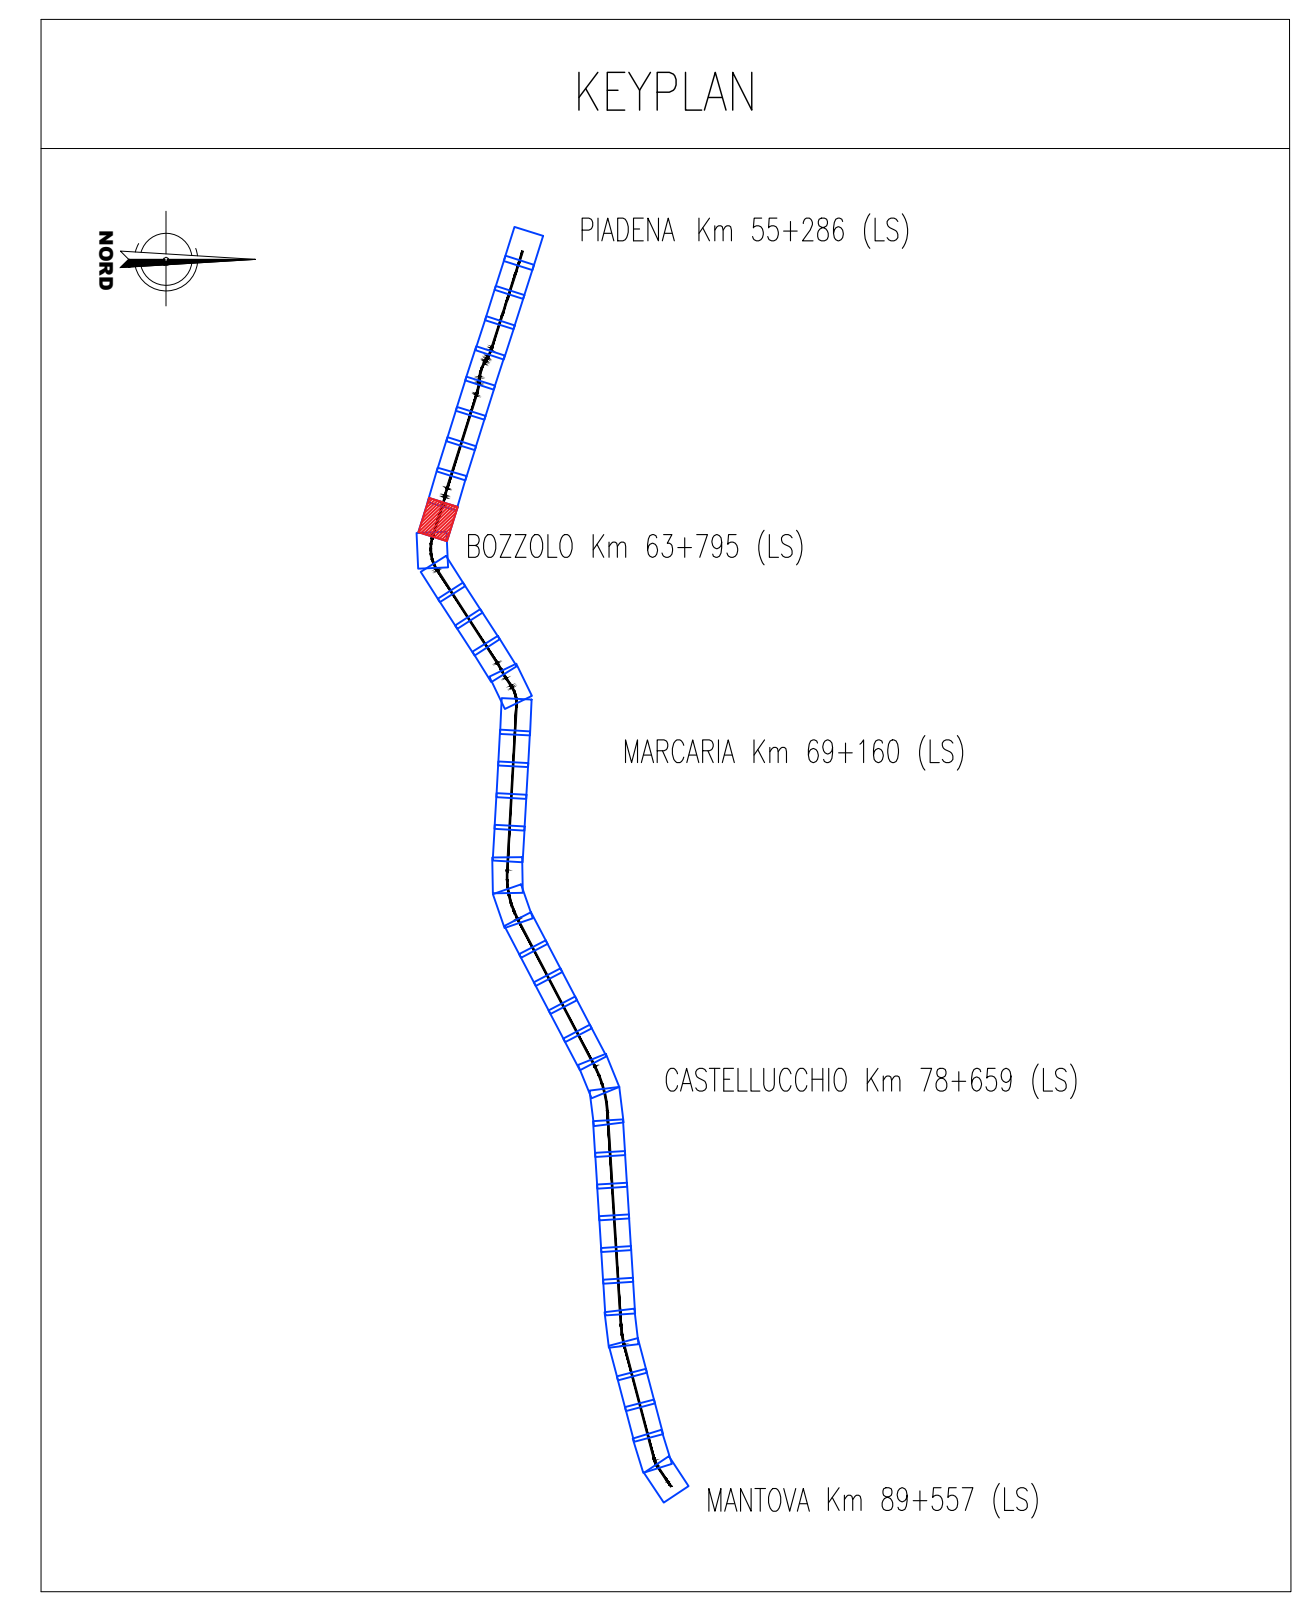 KEYPLAN
NORD
PIADENA Km 55+286 (LS)
BOZZOLO Km 63+795 (LS)
MARCARIA Km 69+160 (LS)
CASTELLUCCHIO Km 78+659 (LS)
MANTOVA Km 89+557 (LS)